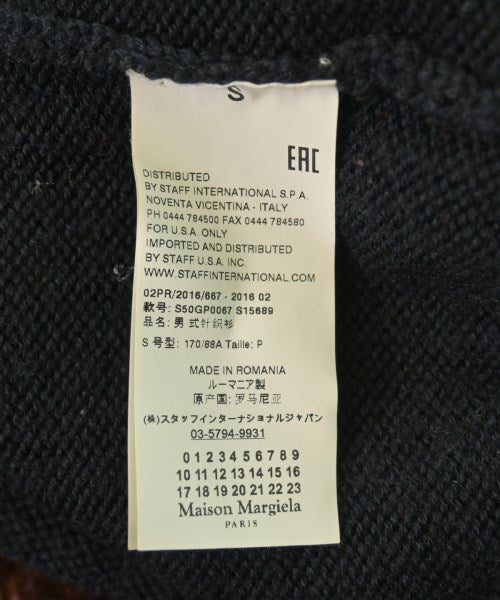 S
EAC
DISTRIBUTED
BY STAFF INTERNATIONAL S.P.A.
NOVENTA VICENTINA - ITALY
PH 0444 784500 FAX 0444 784580
FOR U.S.A. ONLY
IMPORTED AND DISTRIBUTED
BY STAFF U.S.A. INC.
WWW.STAFFINTERNATIONAL.COM
02PR/2016/667 - 2016 02
款号: S50GP0067 S15689
品名: 男式针织衫
S 号型: 170/88A Taille: P
MADE IN ROMANIA
ルーマニア製
原产国: 罗马尼亚
(株)スタッフインターナショナルジャパン
03-5794-9931
0 1 2 3 4 5 6 7 8 9
10 11 12 13 14 15 16
17 18 19 20 21 22 23
Maison Margiela
PARIS